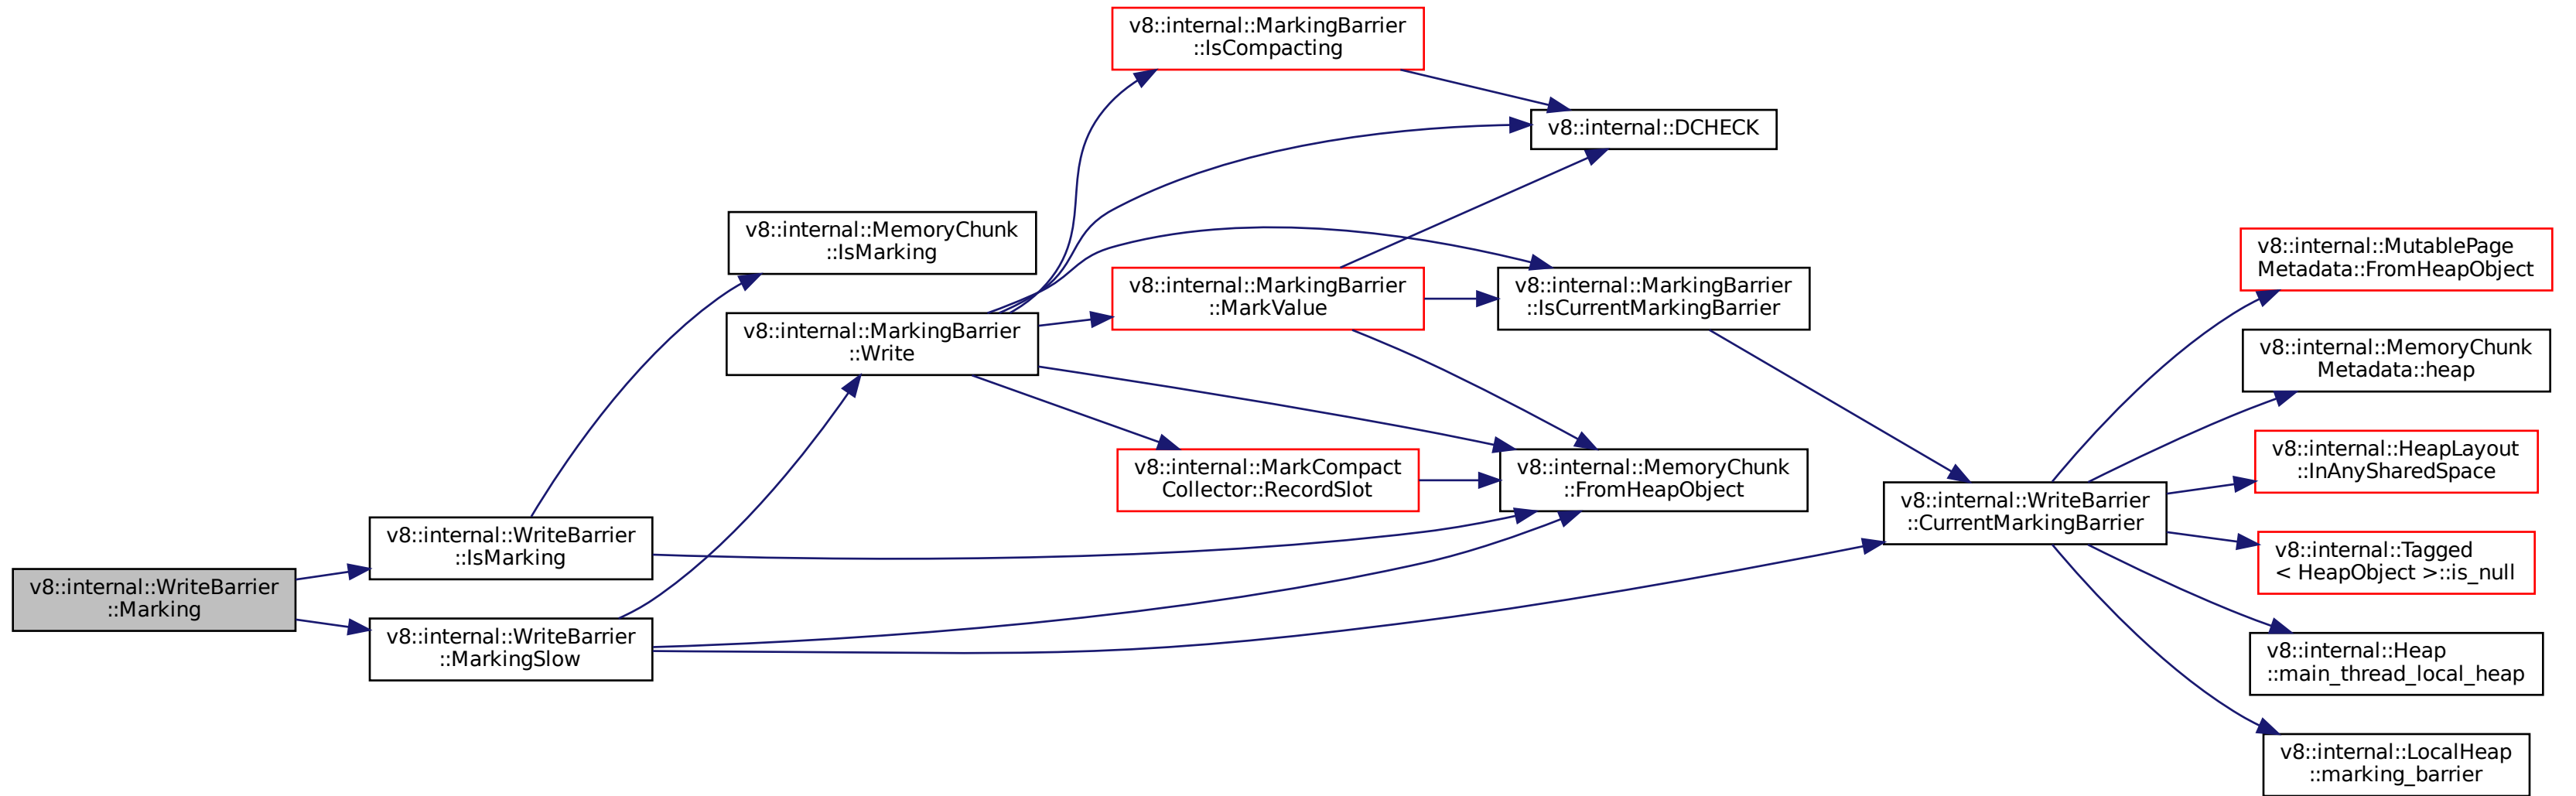 v8::internal::WriteBarrier
::Marking
v8::internal::WriteBarrier
::IsMarking
v8::internal::WriteBarrier
::MarkingSlow
v8::internal::MemoryChunk
::IsMarking
v8::internal::MarkingBarrier
::Write
v8::internal::MarkingBarrier
::IsCompacting
v8::internal::MarkingBarrier
::MarkValue
v8::internal::MarkCompact
Collector::RecordSlot
v8::internal::DCHECK
v8::internal::MarkingBarrier
::IsCurrentMarkingBarrier
v8::internal::MemoryChunk
::FromHeapObject
v8::internal::WriteBarrier
::CurrentMarkingBarrier
v8::internal::MutablePage
Metadata::FromHeapObject
v8::internal::MemoryChunk
Metadata::heap
v8::internal::HeapLayout
::InAnySharedSpace
v8::internal::Tagged
< HeapObject >::is_null
v8::internal::Heap
::main_thread_local_heap
v8::internal::LocalHeap
::marking_barrier